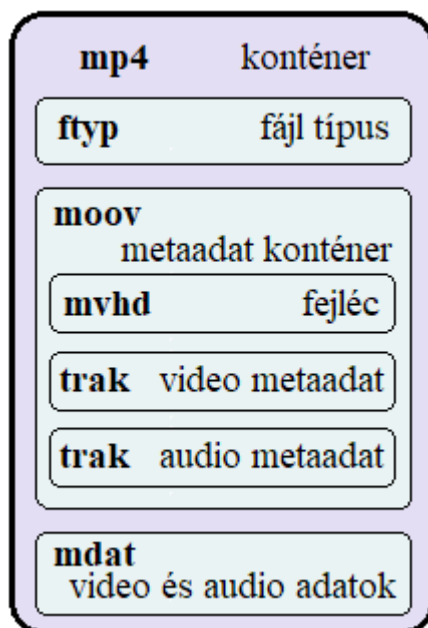 mp4 konténer
ftyp fájl típus
moov
metaadat konténer
mvhd fejléc
trak video metaadat
trak audio metaadat
mdat
video és audio adatok